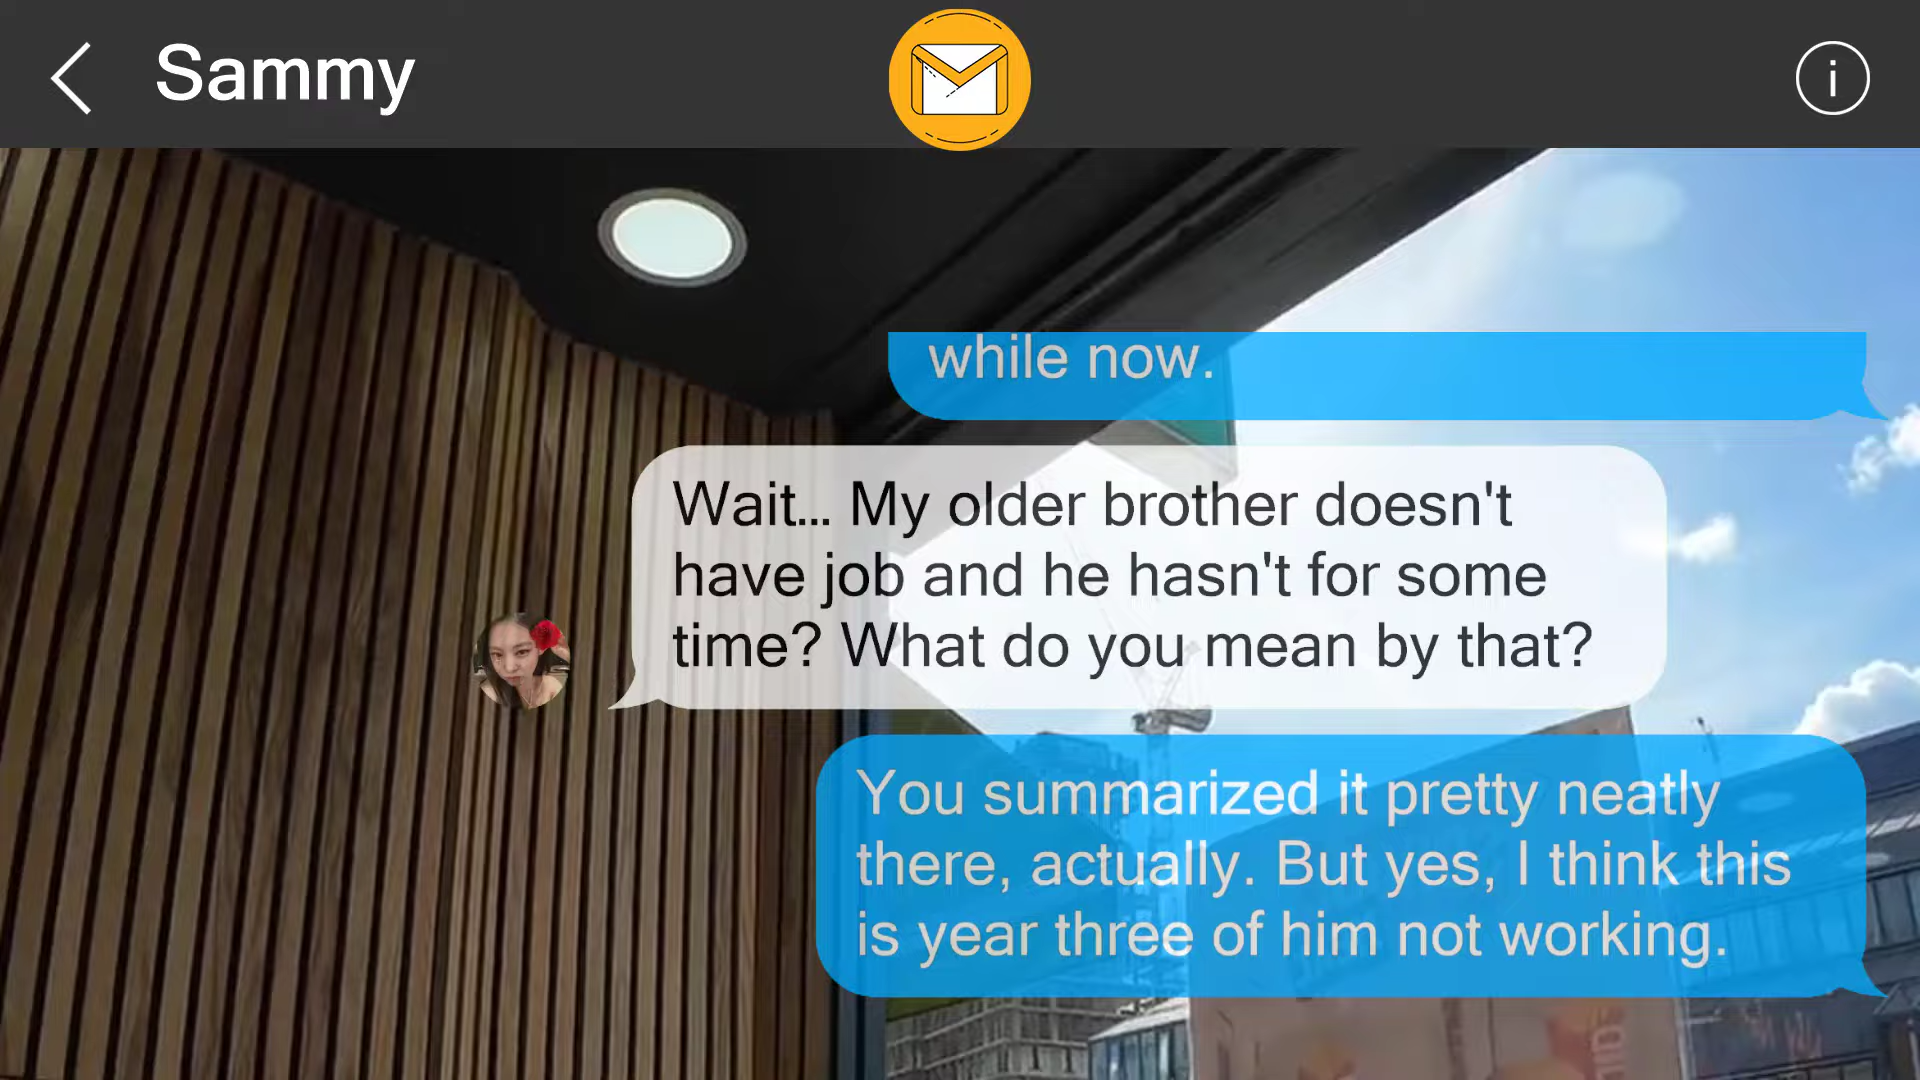 Sammy
while now.
Wait... My older brother doesn't
have job and he hasn't for some
time? What do you mean by that?
You summarized it pretty neatly
there, actually. But yes, I think this
is year three of him not working.